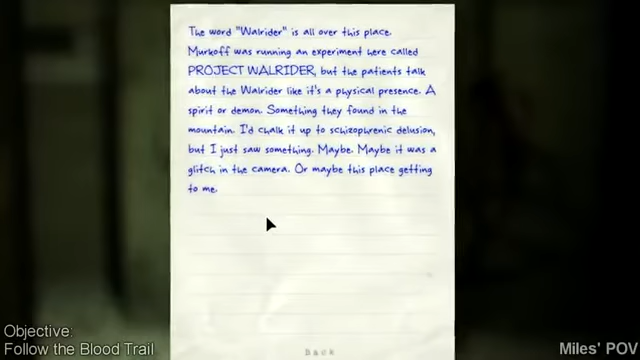 The word "Walrider" is all over this place.
Murkoff was running an experiment here called
PROJECT WALRIDER, but the patients talk
about the Walrider like it's a physical presence. A
spirit or demon. Something they found in the
mountain. I'd chalk it up to schizophrenic delusion,
but I just saw something. Maybe. Maybe it was a
glitch in the camera. Or maybe this place getting
to me.
Objective:
Follow the Blood Trail
Back
Miles' POV